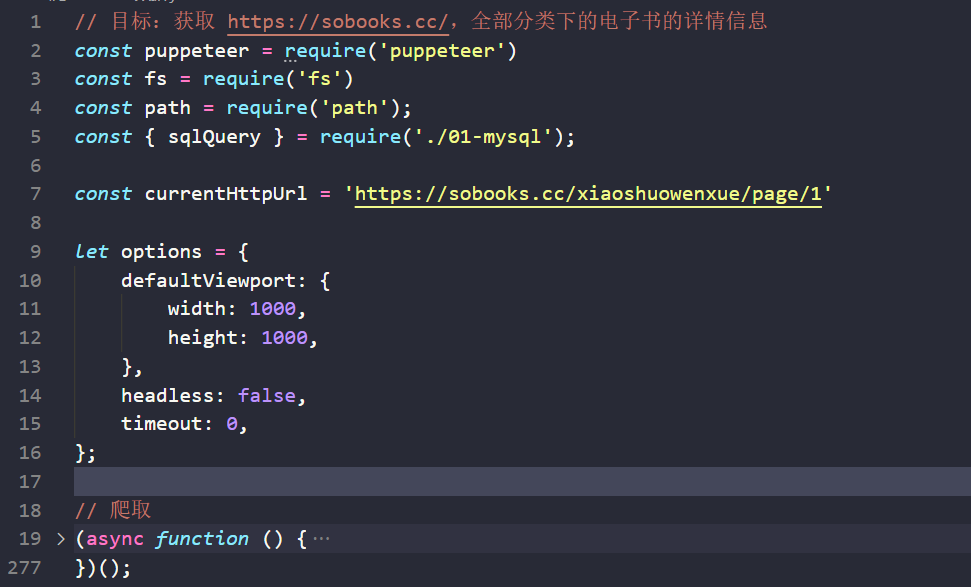 1 // 目标：获取 https://sobooks.cc/，全部分类下的电子书的详情信息
2 const puppeteer = require('puppeteer')
3 const fs = require('fs')
4 const path = require('path');
5 const { sqlQuery } = require('./01-mysql');
6
7 const currentHttpUrl = 'https://sobooks.cc/xiaoshuowenxue/page/1'
8
9 let options = {
10     defaultViewport: {
11         width: 1000,
12         height: 1000,
13     },
14     headless: false,
15     timeout: 0,
16 };
17
18 // 爬取
19 > (async function () {···
277 })();